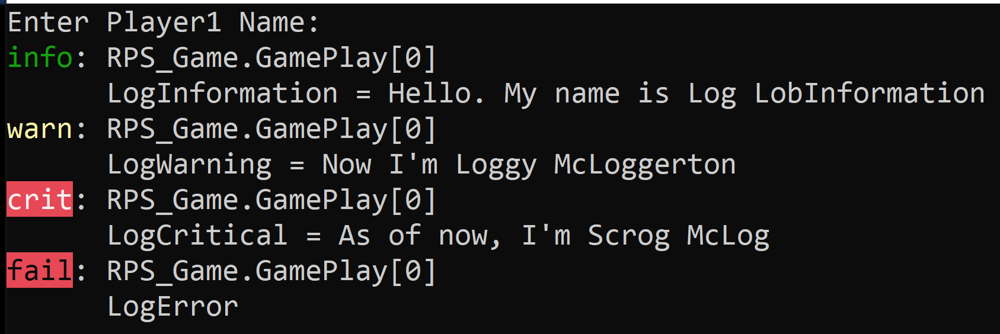 Enter Player1 Name:
info: RPS_Game.GamePlay[0]
      LogInformation = Hello. My name is Log LobInformation
warn: RPS_Game.GamePlay[0]
      LogWarning = Now I'm Loggy McLoggerton
crit: RPS_Game.GamePlay[0]
      LogCritical = As of now, I'm Scrog McLog
fail: RPS_Game.GamePlay[0]
      LogError